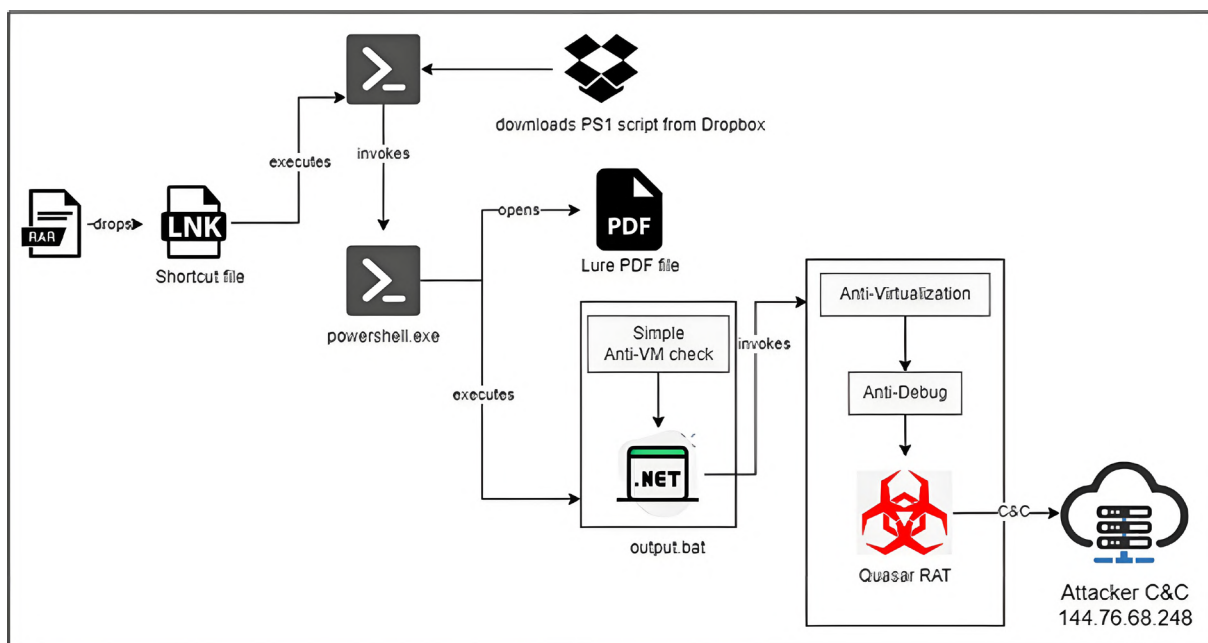 downloads PS1 script from Dropbox
executes
invokes
RAR
drops
LNK
Shortcut file
opens
PDF
Lure PDF file
powershell.exe
executes
Simple
Anti-VM check
.NET
output.bat
invokes
Anti-Virtualization
Anti-Debug
Quasar RAT
C&C
Attacker C&C
144.76.68.248